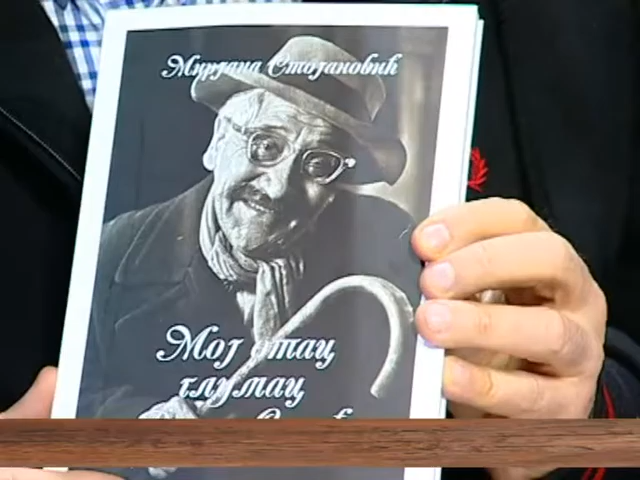 Мирјана Стојановић
Мој отац
глумац